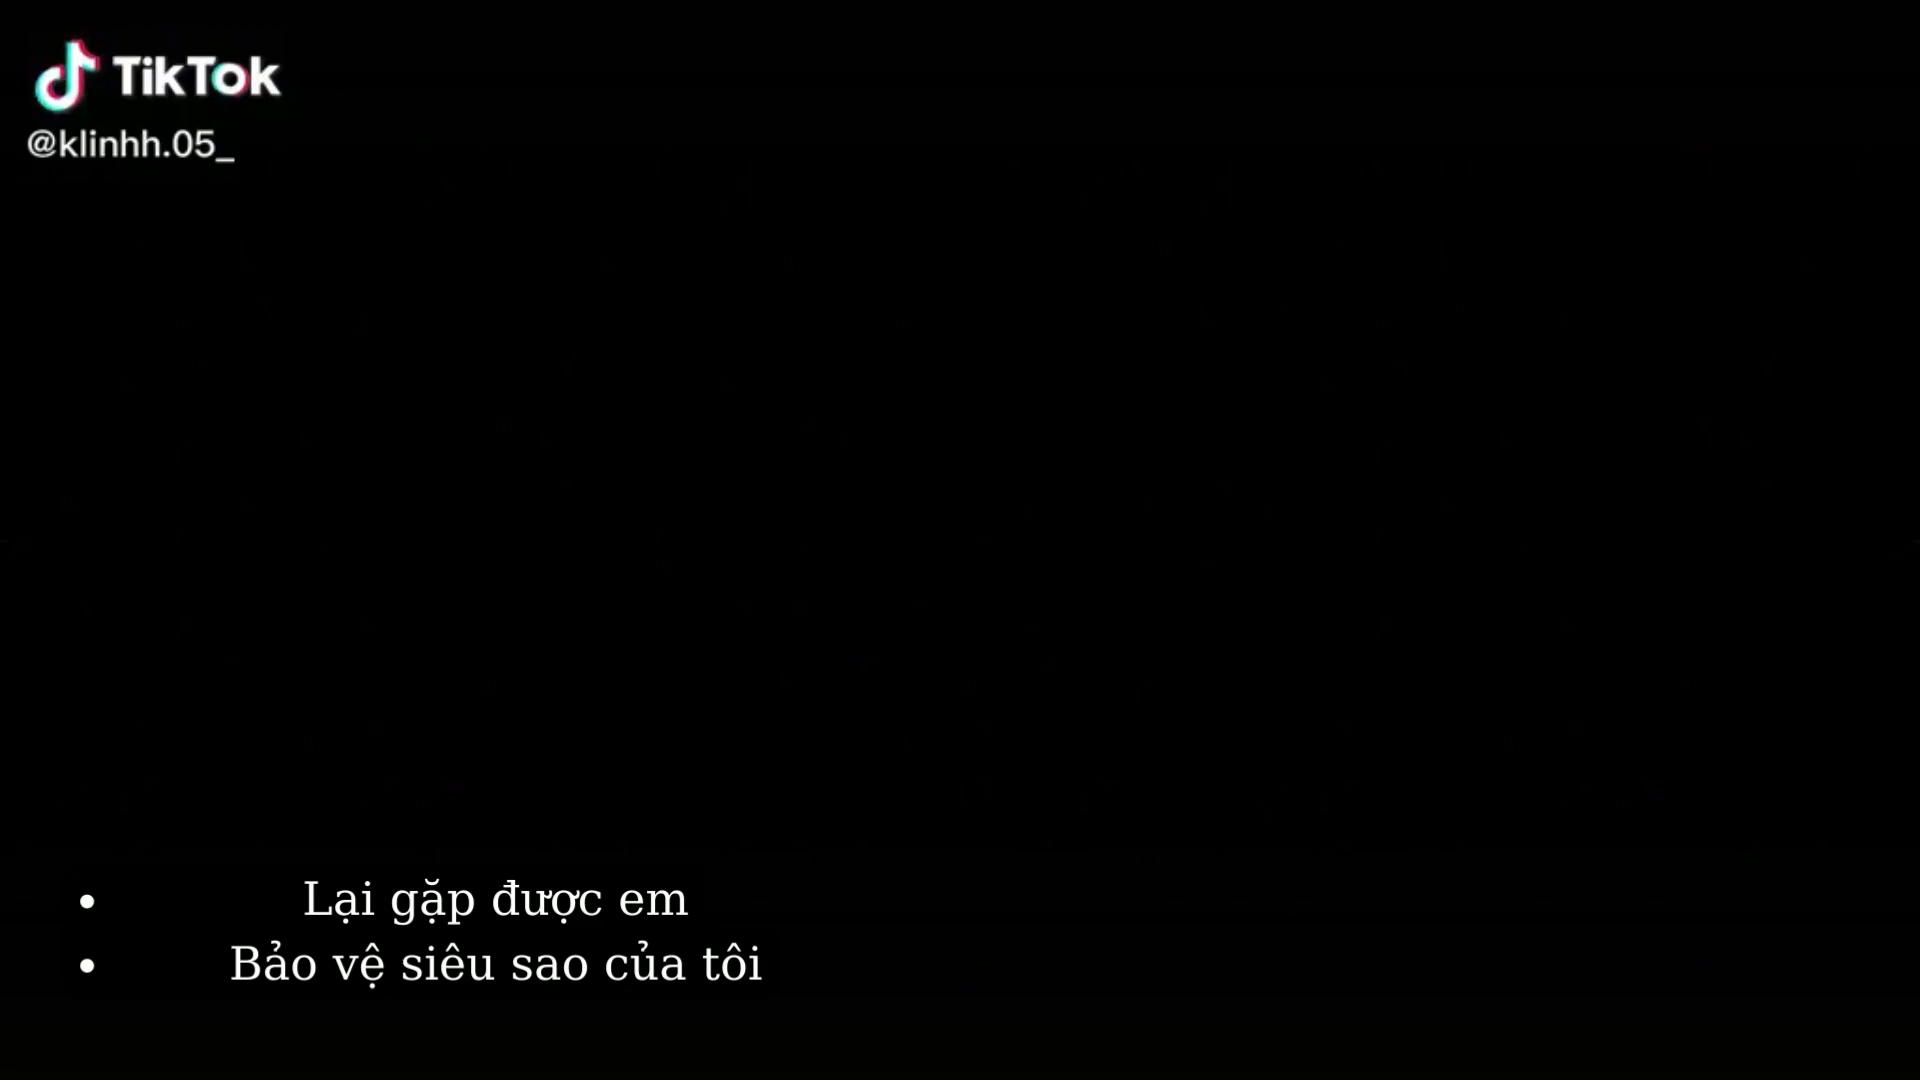 TikTok
@klinhh.05_
• Lại gặp được em
• Bảo vệ siêu sao của tôi